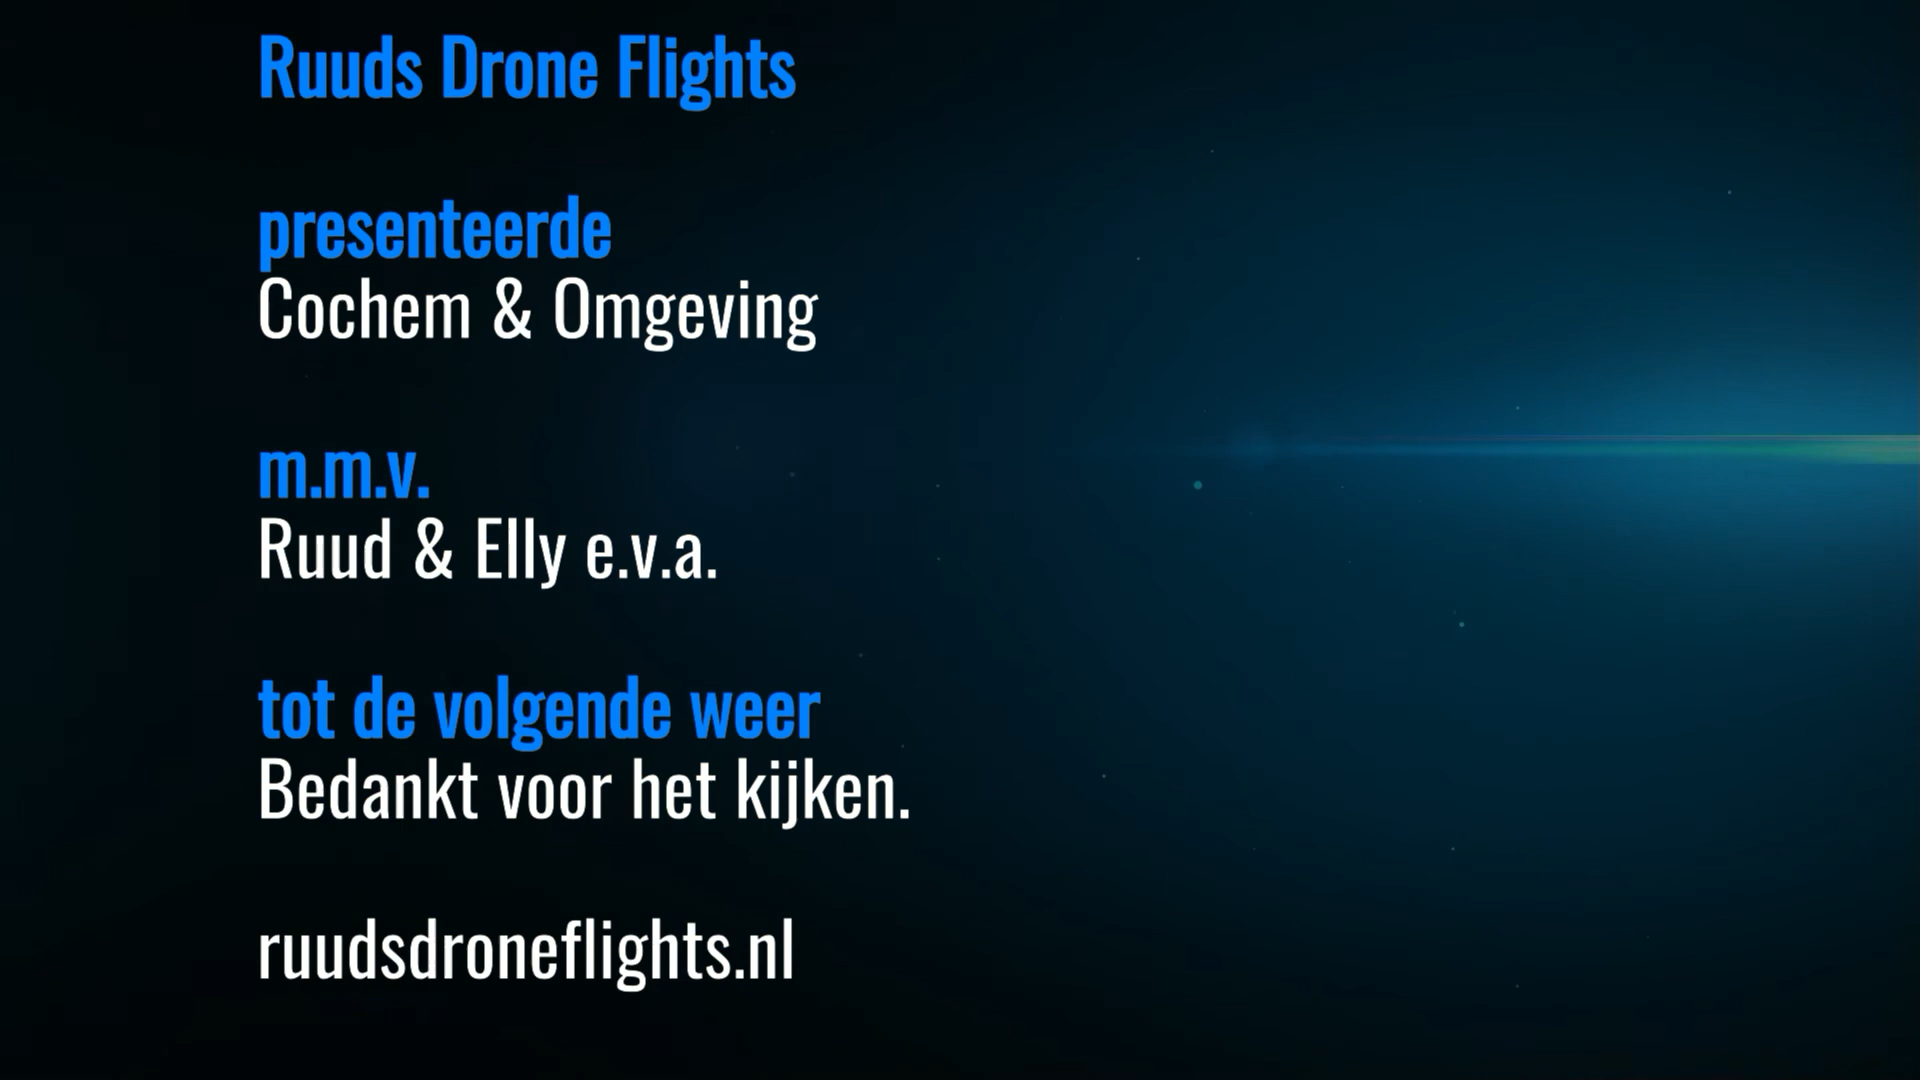 Ruuds Drone Flights
presenteerde
Cochem & Omgeving
m.m.v.
Ruud & Elly e.v.a.
tot de volgende weer
Bedankt voor het kijken.
ruudsdroneflights.nl